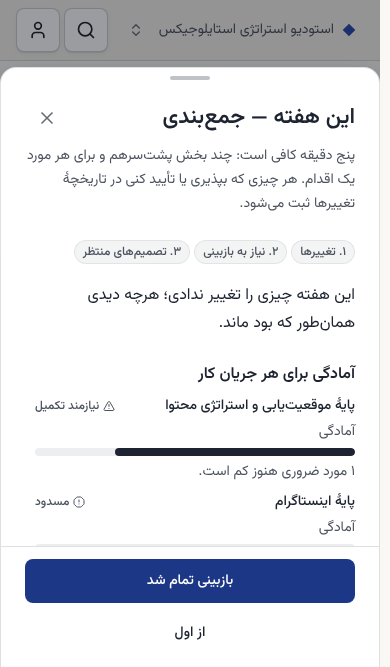 استودیو استراتژی استایلوجیکس
این هفته — جمع‌بندی
پنج دقیقه کافی است: چند بخش پشت‌سرهم و برای هر مورد
یک اقدام. هر چیزی که بپذیری یا تأیید کنی در تاریخچهٔ
تغییرها ثبت می‌شود.
۱. تغییرها
۲. نیاز به بازبینی
۳. تصمیم‌های منتظر
این هفته چیزی را تغییر ندادی؛ هرچه دیدی
همان‌طور که بود ماند.
آمادگی برای هر جریان کار
پایهٔ موقعیت‌یابی و استراتژی محتوا
نیازمند تکمیل
آمادگی
۱ مورد ضروری هنوز کم است.
پایهٔ اینستاگرام
مسدود
آمادگی
بازبینی تمام شد
از اول